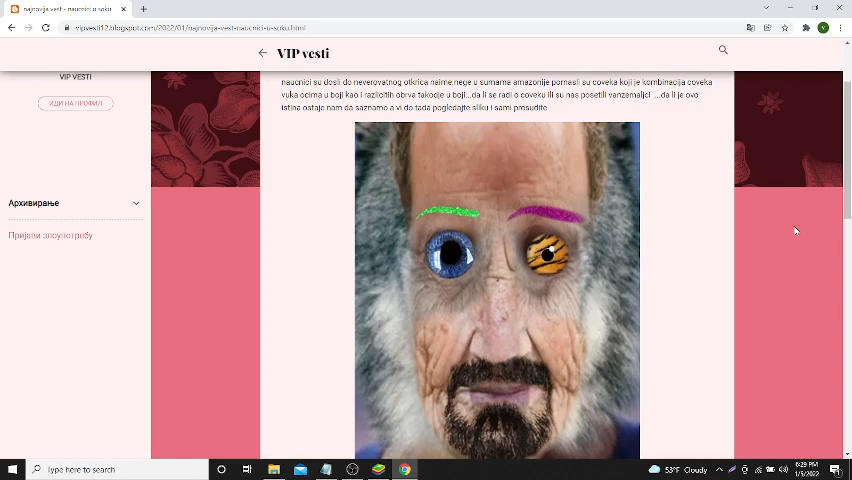 najnovija vest - naucnici u soku
vipvesti12.blogspot.com/2022/01/najnovija-vest-naucnici-u-soku.html
VIP vesti
VIP VESTI
ИДИ НА ПРОФИЛ
Архивирање
Пријави злоупотребу
naucnici su dosli do neverovatnog otkrica naime nege u sumama amazonije pornasli su coveka koji je kombinacija coveka
vuka ocima u boji kao i razlicitih obrva takodje u boji...da li se radi o coveku ili su nas posetili vanzemaljci ...da li je ovo
istina ostaje nam da saznamo a vi do tada pogledajte sliku i sami prosudite
Type here to search
53°F Cloudy
6:29 PM
1/5/2022